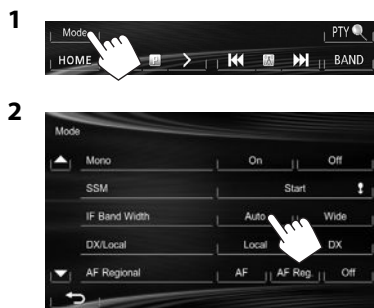 1
Mode PTY
HOME P > BAND
2
Mode
Mono On Off
SSM Start !
IF Band Width Auto Wide
DX/Local Local DX
AF Regional AF AF Reg. Off